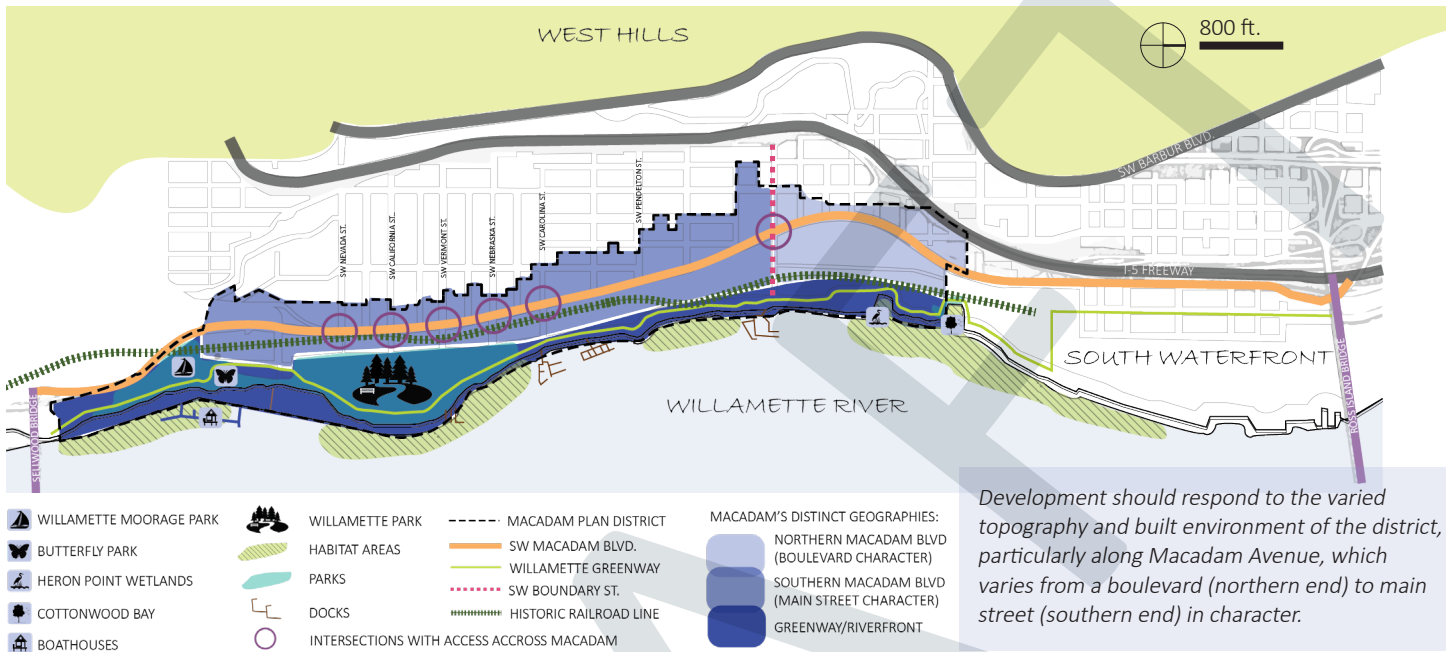 WEST HILLS
800 ft.
SW BARBUR BLVD.
SW NEVADA ST.
SW CALIFORNIA ST.
SW VERMONT ST.
SW NEBRASKA ST.
SW CAROLINA ST.
SW PENDELTON ST.
I-5 FREEWAY
SOUTH WATERFRONT
WILLAMETTE RIVER
SELLWOOD BRIDGE
ROSS ISLAND BRIDGE
WILLAMETTE MOORAGE PARK
BUTTERFLY PARK
HERON POINT WETLANDS
COTTONWOOD BAY
BOATHOUSES
WILLAMETTE PARK
HABITAT AREAS
PARKS
DOCKS
INTERSECTIONS WITH ACCESS ACCROSS MACADAM
MACADAM PLAN DISTRICT
SW MACADAM BLVD.
WILLAMETTE GREENWAY
SW BOUNDARY ST.
HISTORIC RAILROAD LINE
MACADAM'S DISTINCT GEOGRAPHIES:
NORTHERN MACADAM BLVD
(BOULEVARD CHARACTER)
SOUTHERN MACADAM BLVD
(MAIN STREET CHARACTER)
GREENWAY/RIVERFRONT
Development should respond to the varied
topography and built environment of the district,
particularly along Macadam Avenue, which
varies from a boulevard (northern end) to main
street (southern end) in character.